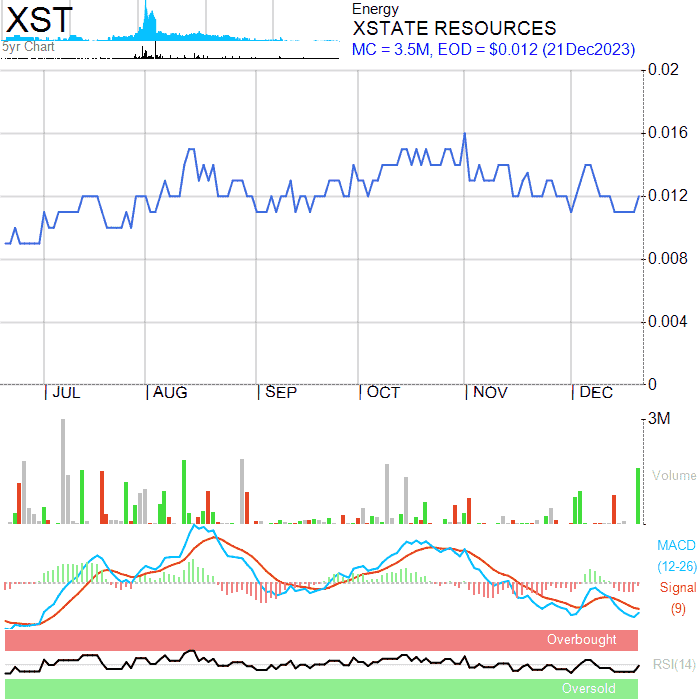 XST
5yr Chart
Energy
XSTATE RESOURCES
MC = 3.5M, EOD = $0.012 (21Dec2023)
0.02
0.016
0.012
0.008
0.004
0
JUL AUG SEP OCT NOV DEC
3M
Volume
MACD
(12-26)
Signal
(9)
Overbought
RSI(14)
Oversold